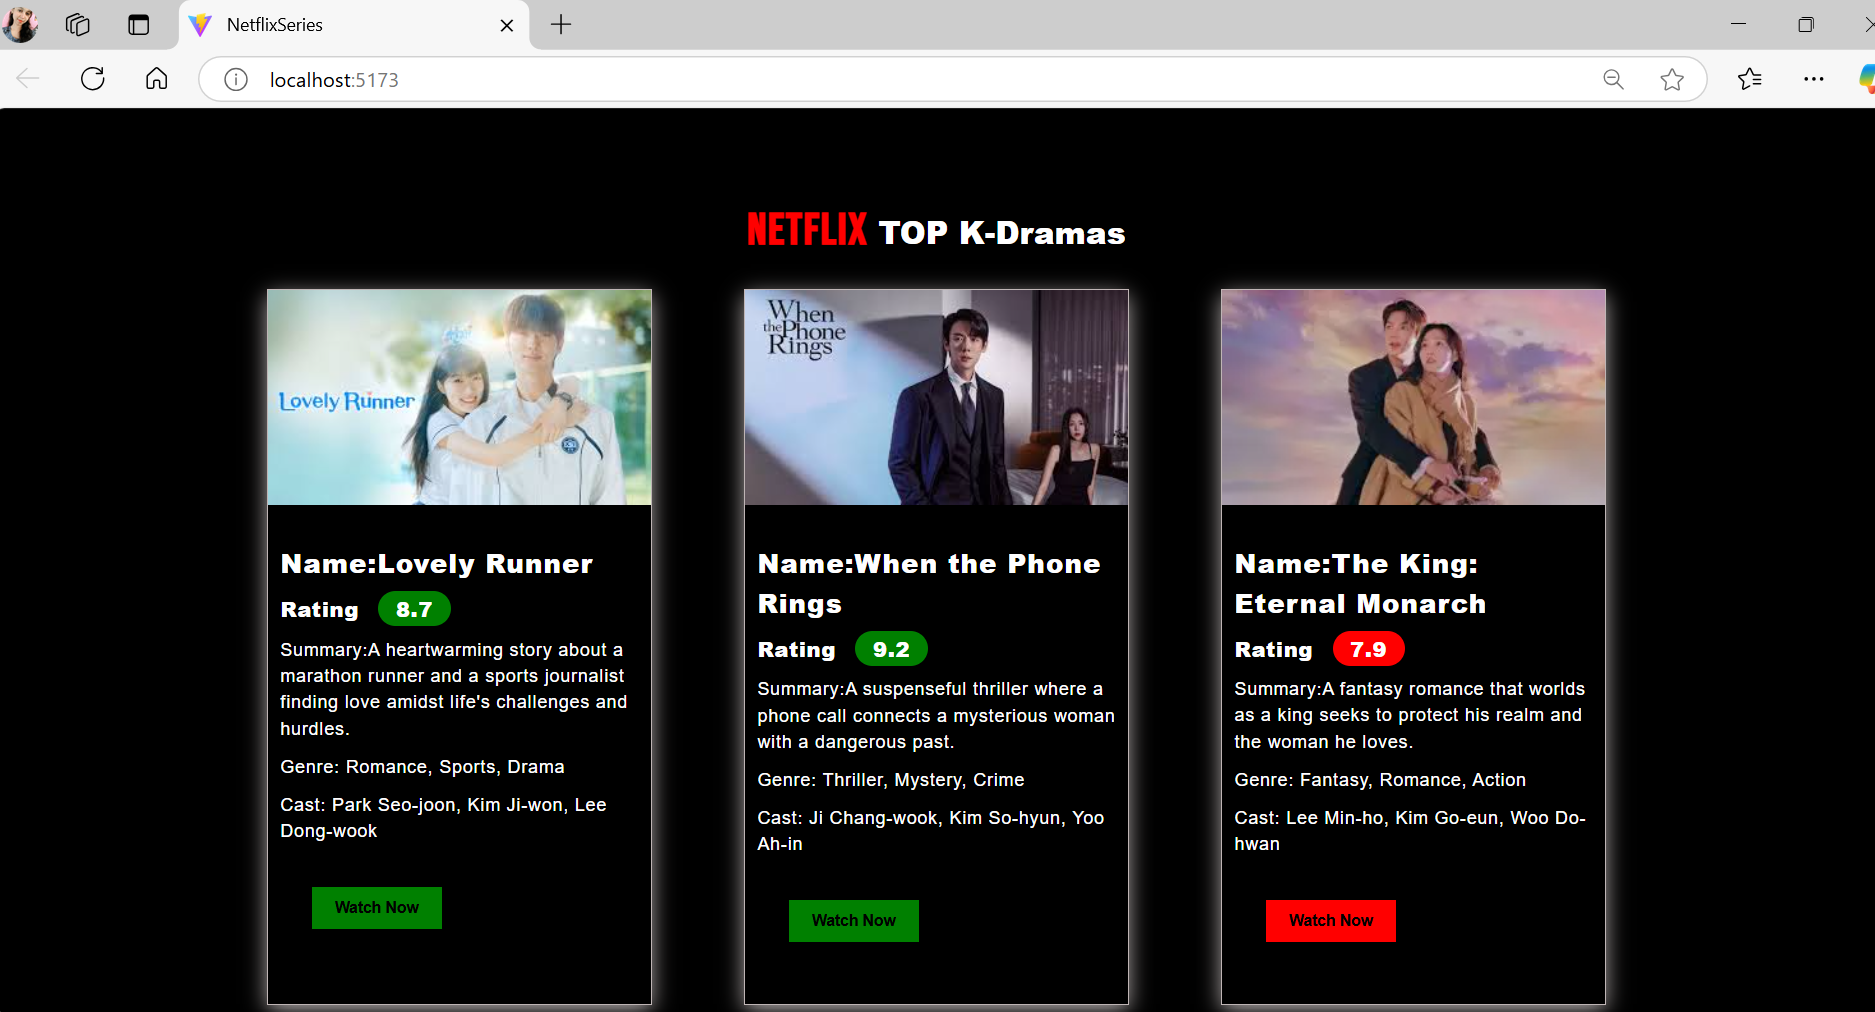 NetflixSeries
localhost:5173
NETFLIX TOP K-Dramas
Lovely Runner
Name:Lovely Runner
Rating 8.7
Summary:A heartwarming story about a
marathon runner and a sports journalist
finding love amidst life's challenges and
hurdles.
Genre: Romance, Sports, Drama
Cast: Park Seo-joon, Kim Ji-won, Lee
Dong-wook
Watch Now
When
the Phone
Rings
Name:When the Phone
Rings
Rating 9.2
Summary:A suspenseful thriller where a
phone call connects a mysterious woman
with a dangerous past.
Genre: Thriller, Mystery, Crime
Cast: Ji Chang-wook, Kim So-hyun, Yoo
Ah-in
Watch Now
Name:The King:
Eternal Monarch
Rating 7.9
Summary:A fantasy romance that worlds
as a king seeks to protect his realm and
the woman he loves.
Genre: Fantasy, Romance, Action
Cast: Lee Min-ho, Kim Go-eun, Woo Do-
hwan
Watch Now